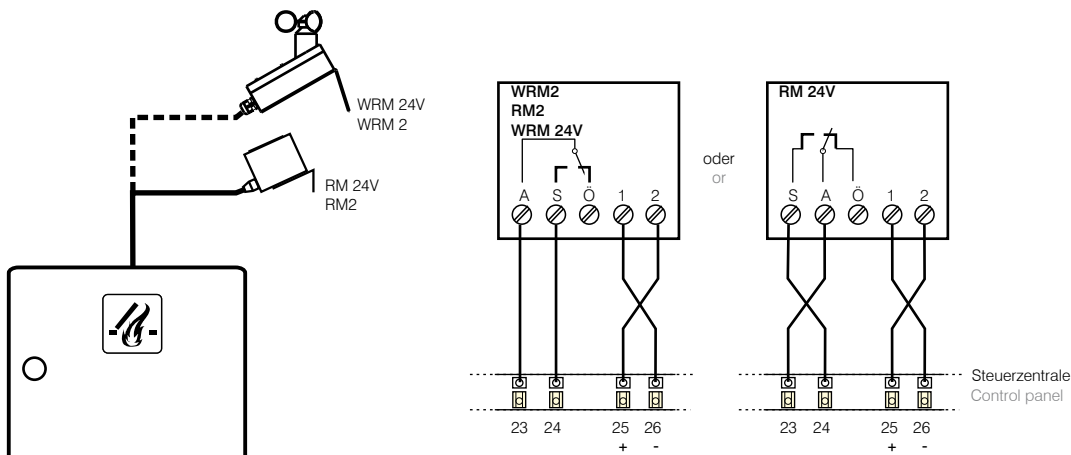 WRM 24V
WRM 2
RM 24V
RM2
WRM2
RM2
WRM 24V
A S Ö 1 2
23 24 25 26
+ -
oder
or
RM 24V
S A Ö 1 2
23 24 25 26
+ -
Steuerzentrale
Control panel